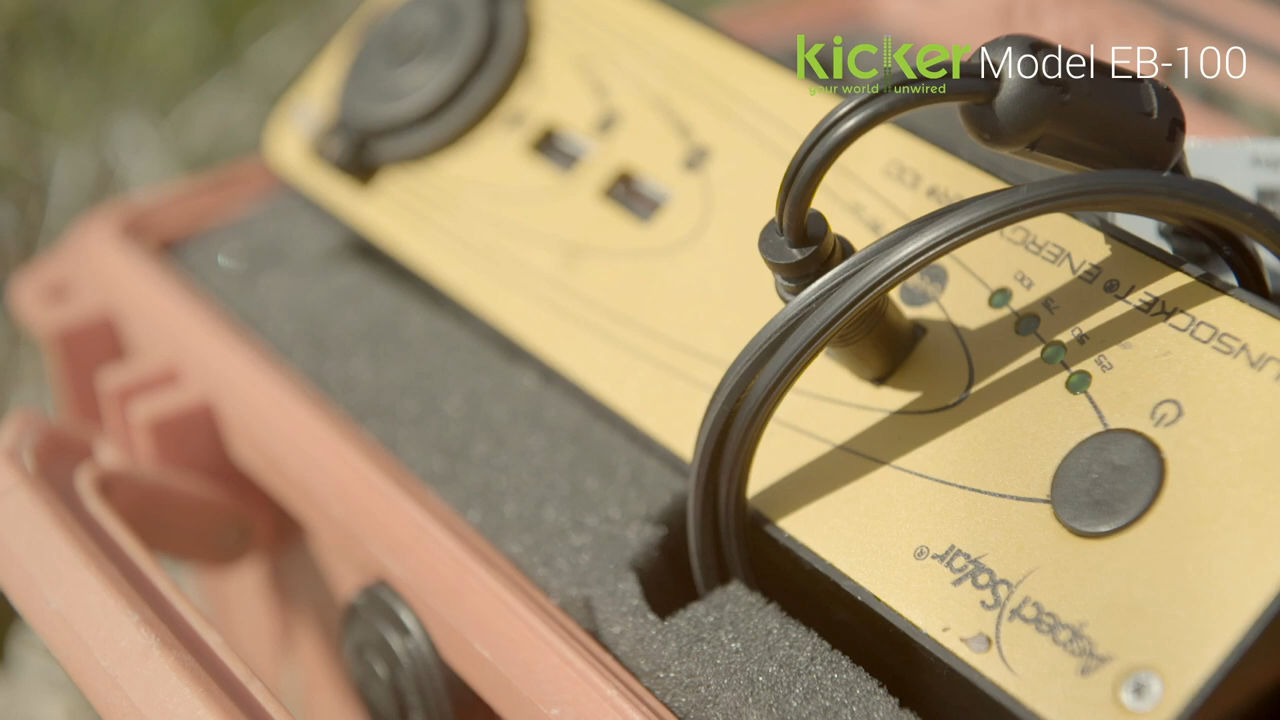 kicker Model EB-100
your world unwired
SUNSOCKET® ENERGY
100
75
50
25
AspectSolar®